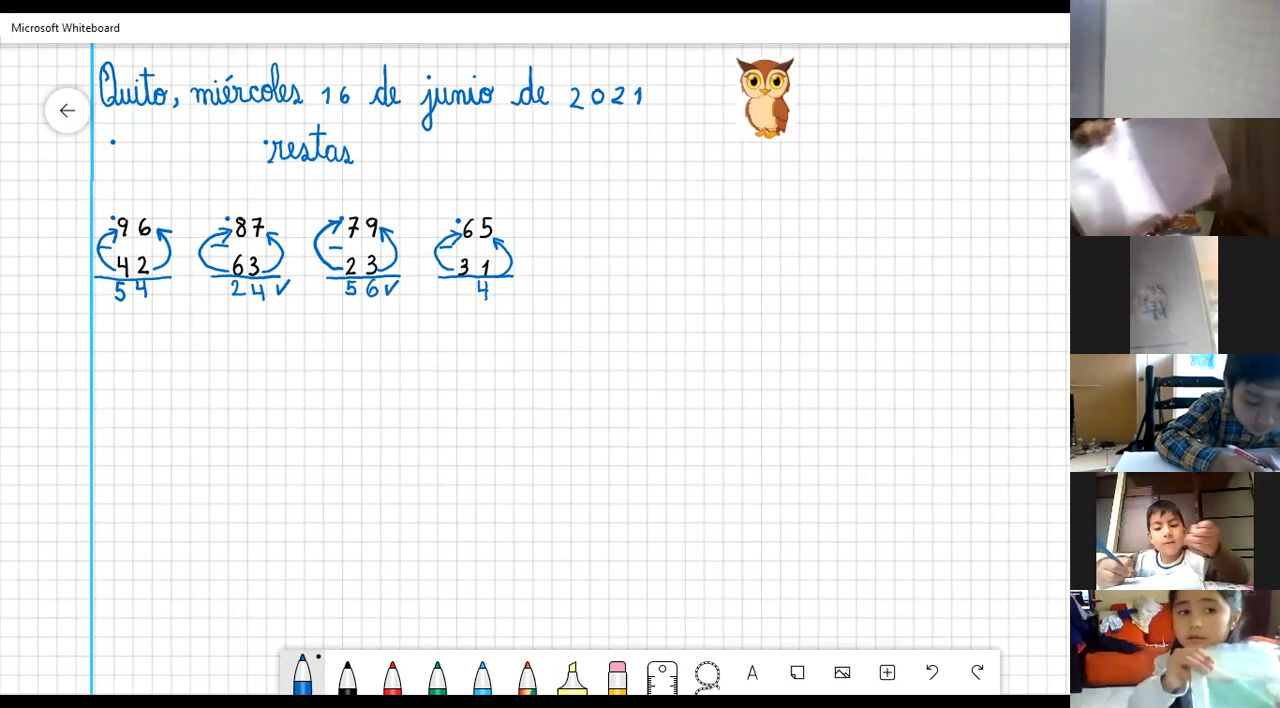 Microsoft Whiteboard
Quito, miércoles 16 de junio de 2021
restas
96 87 79 65
- - - -
42 63 23 31
54 24 ✓ 56 ✓ 4
A